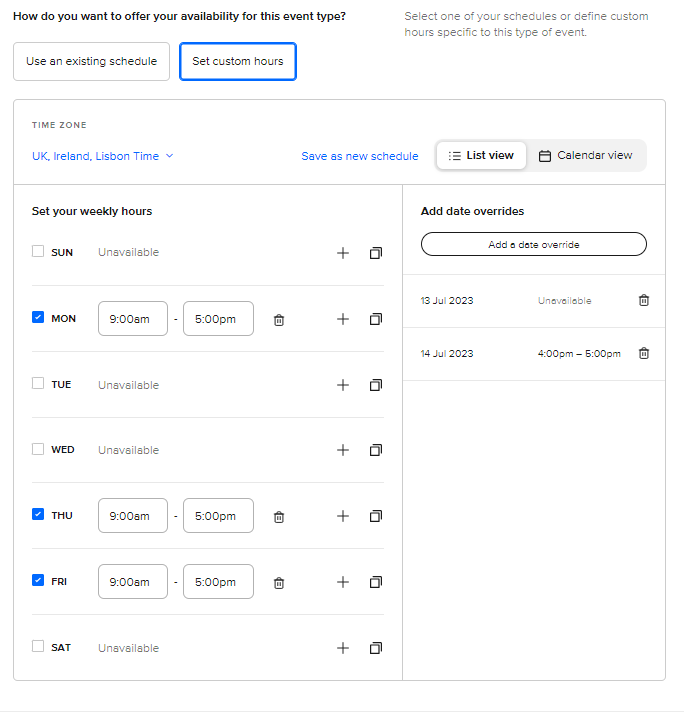 How do you want to offer your availability for this event type?
Select one of your schedules or define custom
hours specific to this type of event.
Use an existing schedule
Set custom hours
TIME ZONE
UK, Ireland, Lisbon Time
Save as new schedule
List view
Calendar view
Set your weekly hours
SUN Unavailable
MON 9:00am - 5:00pm
TUE Unavailable
WED Unavailable
THU 9:00am - 5:00pm
FRI 9:00am - 5:00pm
SAT Unavailable
Add date overrides
Add a date override
13 Jul 2023 Unavailable
14 Jul 2023 4:00pm – 5:00pm